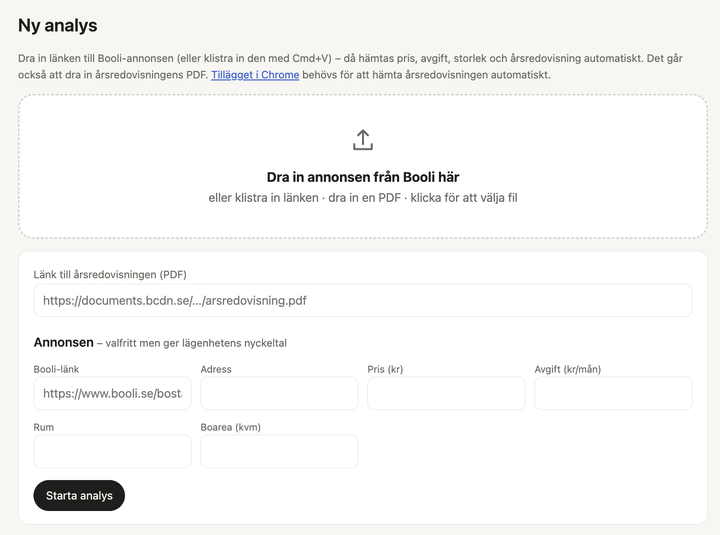 Ny analys
Dra in länken till Booli-annonsen (eller klistra in den med Cmd+V) – då hämtas pris, avgift, storlek och årsredovisning automatiskt. Det går
också att dra in årsredovisningens PDF. Tillägget i Chrome behövs för att hämta årsredovisningen automatiskt.
Dra in annonsen från Booli här
eller klistra in länken · dra in en PDF · klicka för att välja fil
Länk till årsredovisningen (PDF)
https://documents.bcdn.se/.../arsredovisning.pdf
Annonsen – valfritt men ger lägenhetens nyckeltal
Booli-länk Adress Pris (kr) Avgift (kr/mån)
https://www.booli.se/bost
Rum Boarea (kvm)
Starta analys